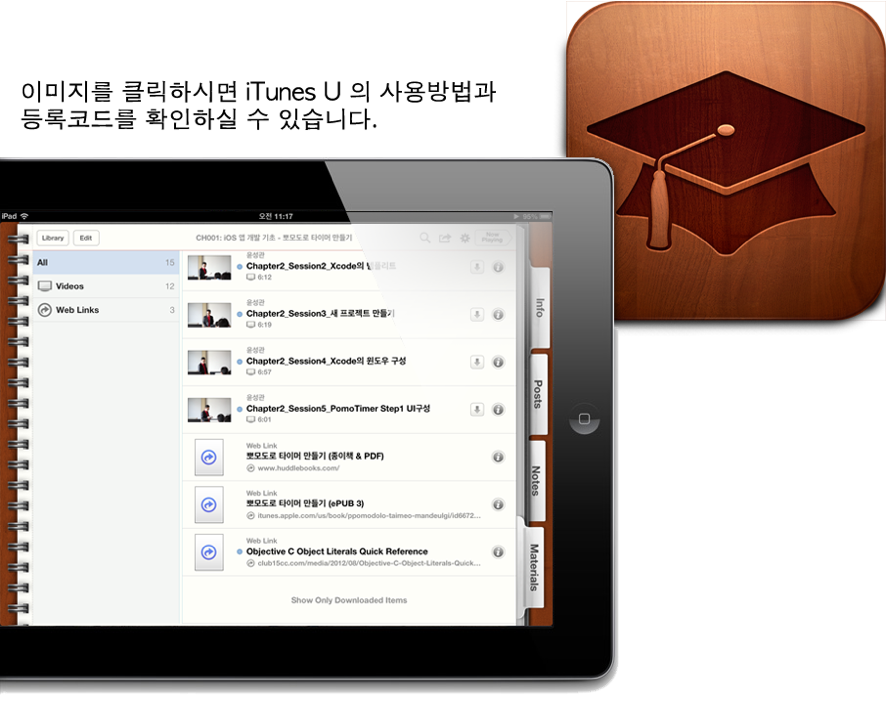 이미지를 클릭하시면 iTunes U 의 사용방법과
등록코드를 확인하실 수 있습니다.
iPad 오전 11:17 95%
Library Edit CH001: iOS 앱 개발 기초 - 뽀모도로 타이머 만들기 Now Playing
All 15
Videos 12
Web Links 3
윤성관
Chapter2_Session2_Xcode의 템플리트
6:12
윤성관
Chapter2_Session3_새 프로젝트 만들기
6:19
윤성관
Chapter2_Session4_Xcode의 윈도우 구성
6:57
윤성관
Chapter2_Session5_PomoTimer Step1 UI구성
6:01
Web Link
뽀모도로 타이머 만들기 (종이책 & PDF)
www.huddlebooks.com/
Web Link
뽀모도로 타이머 만들기 (ePUB 3)
itunes.apple.com/us/book/ppomodolo-taimeo-mandeulgi/id6672...
Web Link
Objective C Object Literals Quick Reference
club15cc.com/media/2012/08/Objective-C-Object-Literals-Quick...
Show Only Downloaded Items
Info
Posts
Notes
Materials